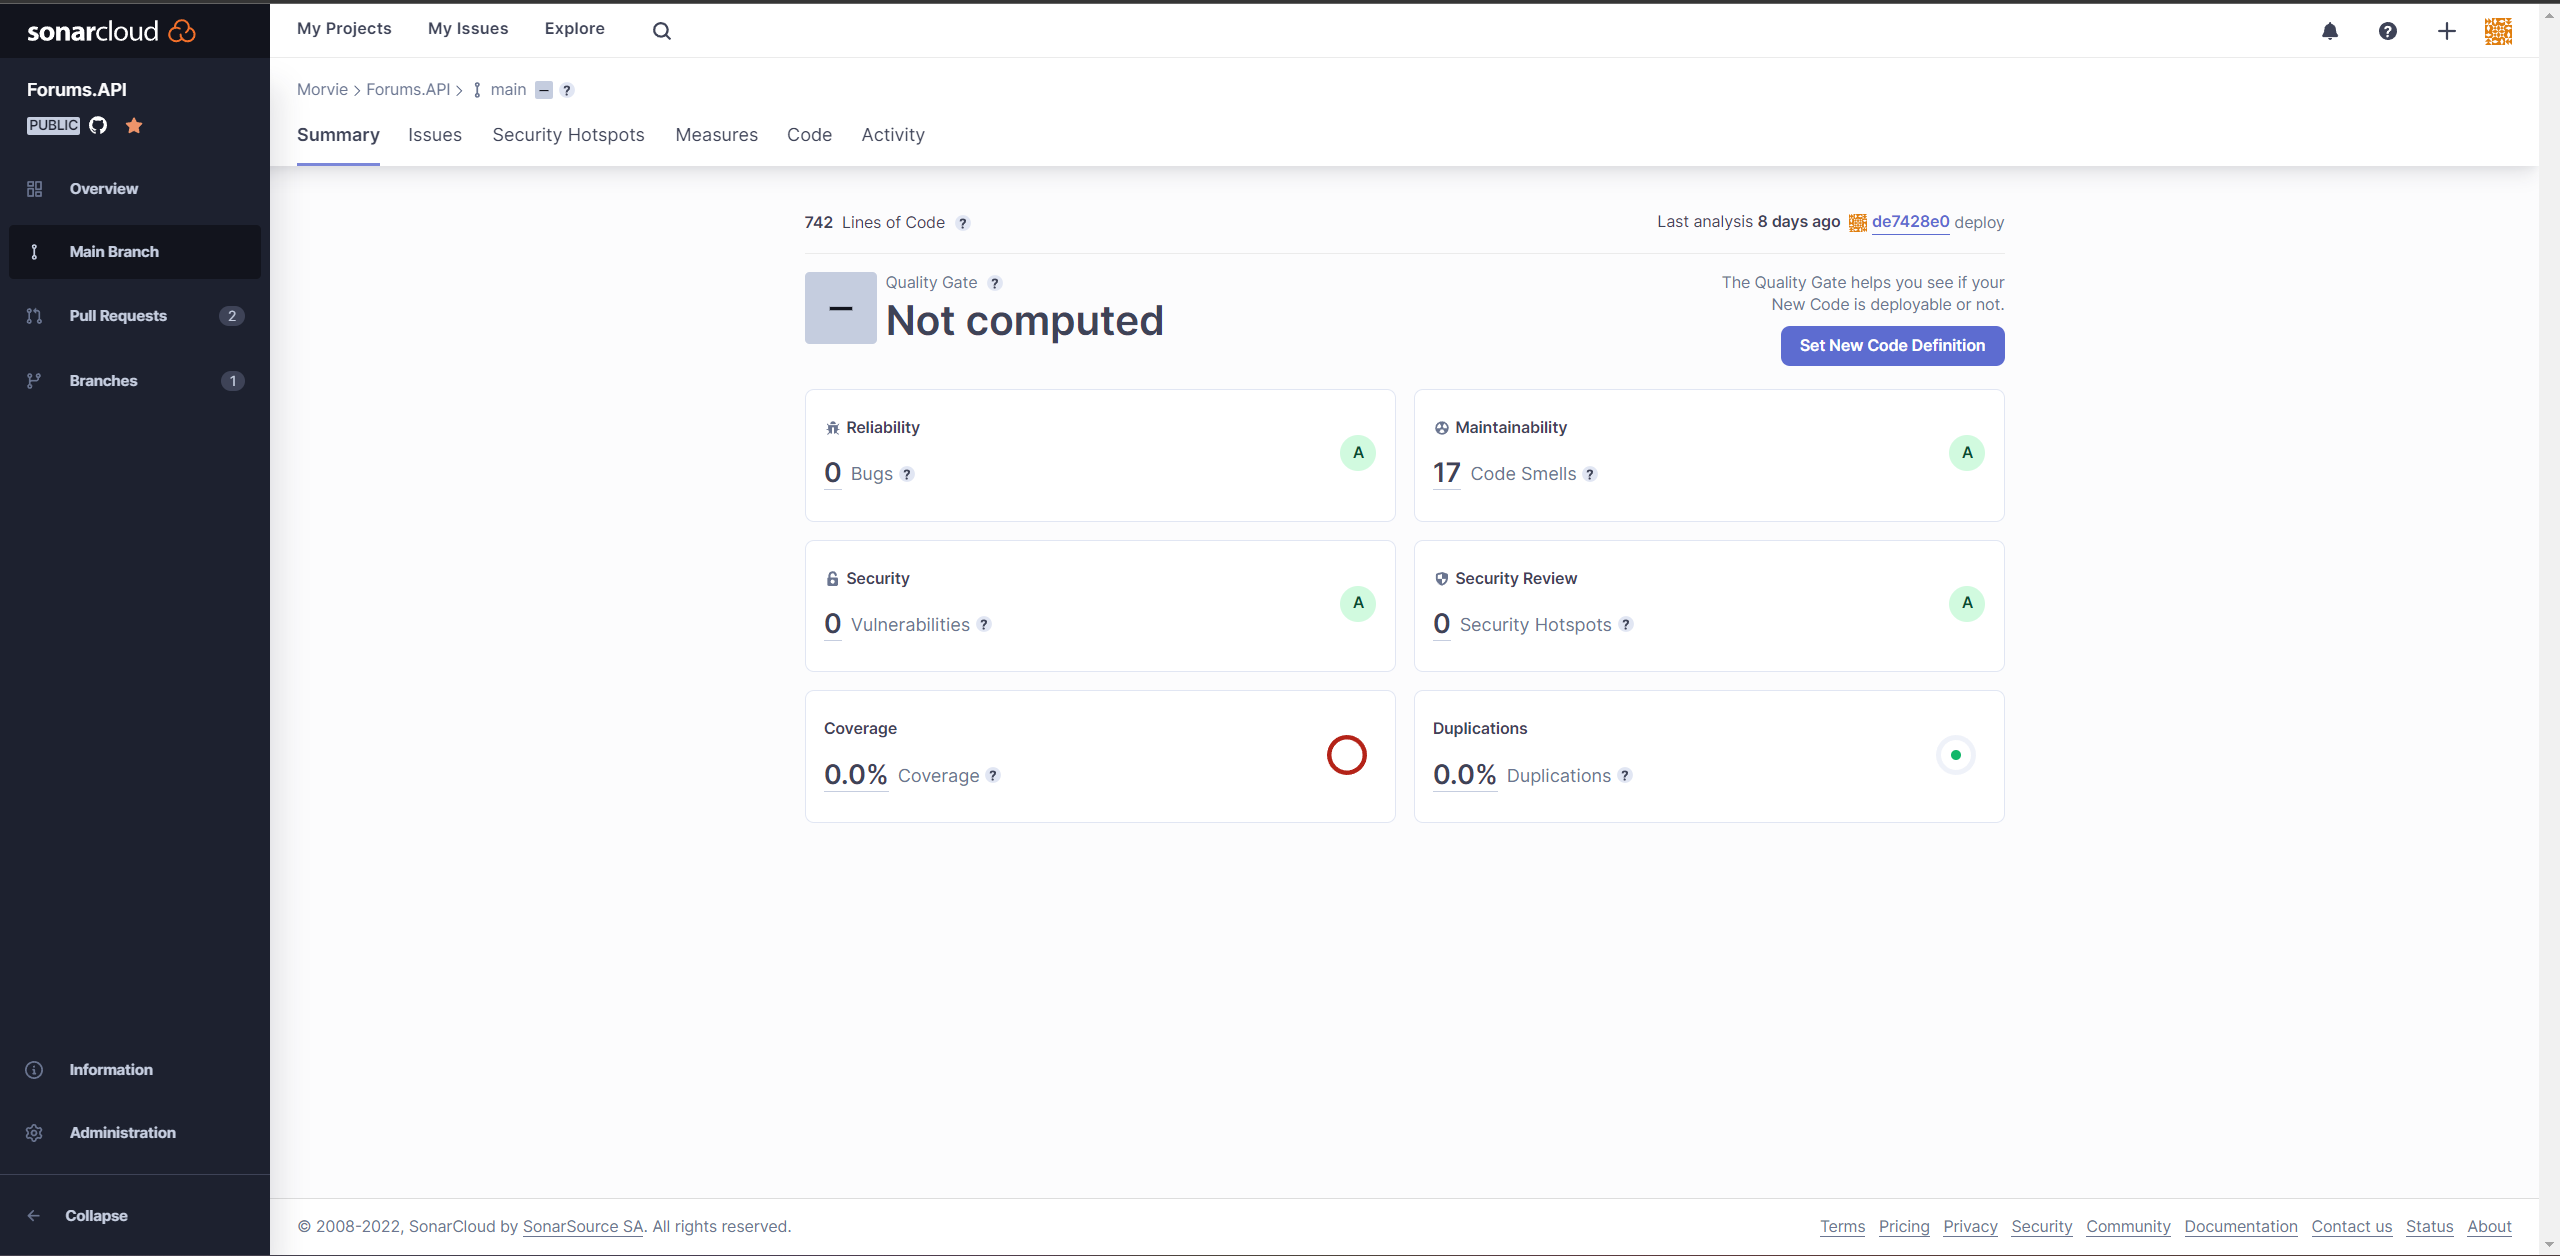 sonarcloud
My Projects My Issues Explore
Forums.API
PUBLIC
Overview
Main Branch
Pull Requests 2
Branches 1
Information
Administration
Collapse
Morvie > Forums.API > main – ?
Summary Issues Security Hotspots Measures Code Activity
742 Lines of Code ?
Last analysis 8 days ago de7428e0 deploy
Quality Gate ?
Not computed
The Quality Gate helps you see if your
New Code is deployable or not.
Set New Code Definition
Reliability
0 Bugs ?
A
Maintainability
17 Code Smells ?
A
Security
0 Vulnerabilities ?
A
Security Review
0 Security Hotspots ?
A
Coverage
0.0% Coverage ?
Duplications
0.0% Duplications ?
© 2008-2022, SonarCloud by SonarSource SA. All rights reserved.
Terms Pricing Privacy Security Community Documentation Contact us Status About